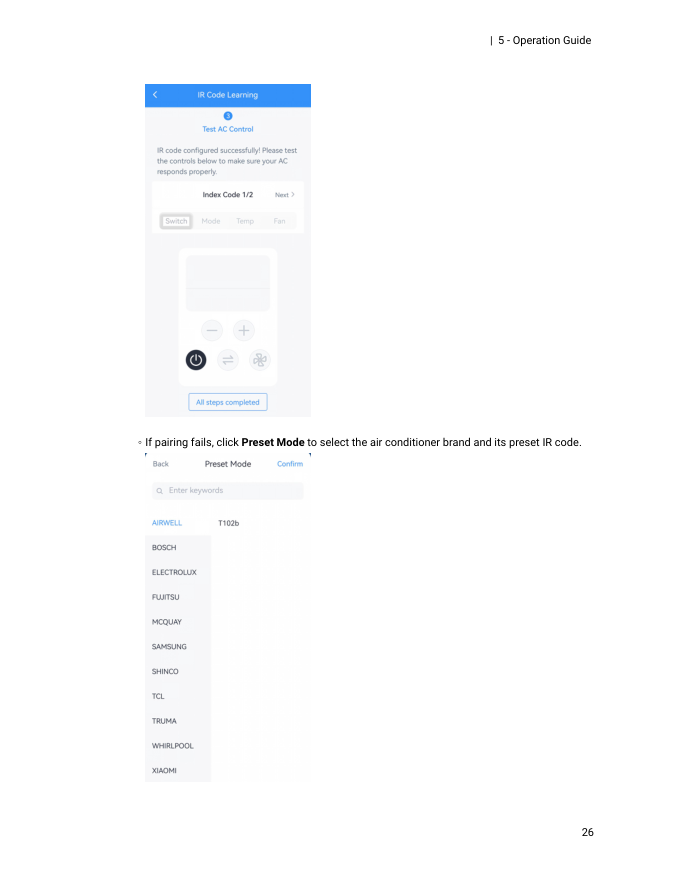 | 5 - Operation Guide
IR Code Learning
3
Test AC Control
IR code configured successfully! Please test
the controls below to make sure your AC
responds properly.
Index Code 1/2 Next >
Switch Mode Temp Fan
All steps completed
◦ If pairing fails, click Preset Mode to select the air conditioner brand and its preset IR code.
Back Preset Mode Confirm
Enter keywords
AIRWELL T102b
BOSCH
ELECTROLUX
FUJITSU
MCQUAY
SAMSUNG
SHINCO
TCL
TRUMA
WHIRLPOOL
XIAOMI
26